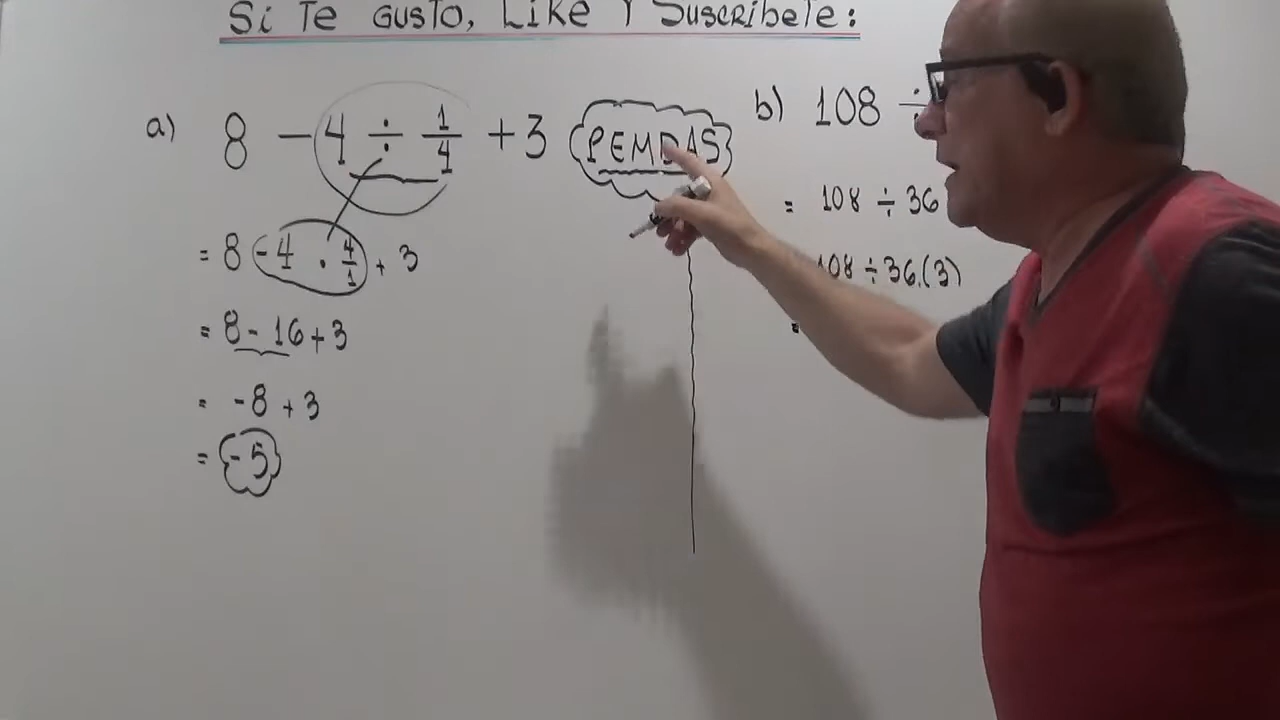 Si Te Gusto, Like Y Suscribete:
a) 8 - 4 ÷ 1/4 + 3
PEMDAS
= 8 - 4 . 4/1 + 3
= 8 - 16 + 3
= -8 + 3
= -5
b) 108 ÷
= 108 ÷ 36
108 ÷ 36.(3)
=